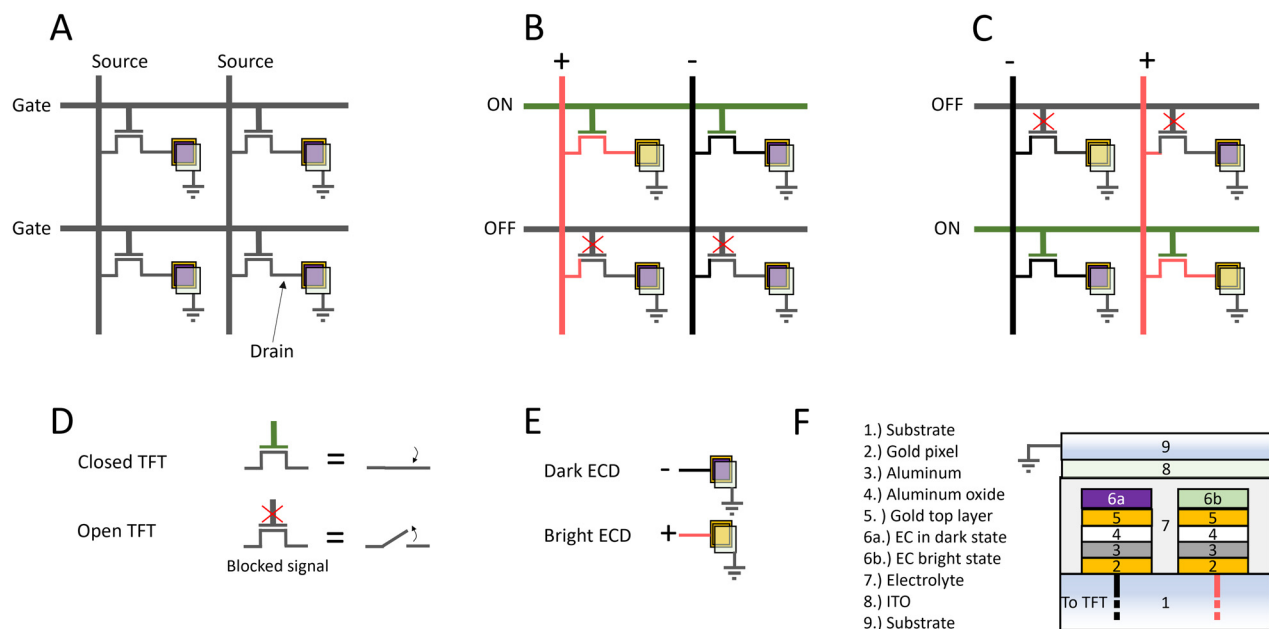 A
Source Source
Gate
Gate
Drain
B
+ -
ON
OFF
C
- +
OFF
ON
D
Closed TFT =
Open TFT =
Blocked signal
E
Dark ECD -
Bright ECD +
F
1.) Substrate
2.) Gold pixel
3.) Aluminum
4.) Aluminum oxide
5. ) Gold top layer
6a.) EC in dark state
6b.) EC bright state
7.) Electrolyte
8.) ITO
9.) Substrate
9
8
6a 6b
5 5
7
4 4
3 3
2 2
To TFT 1